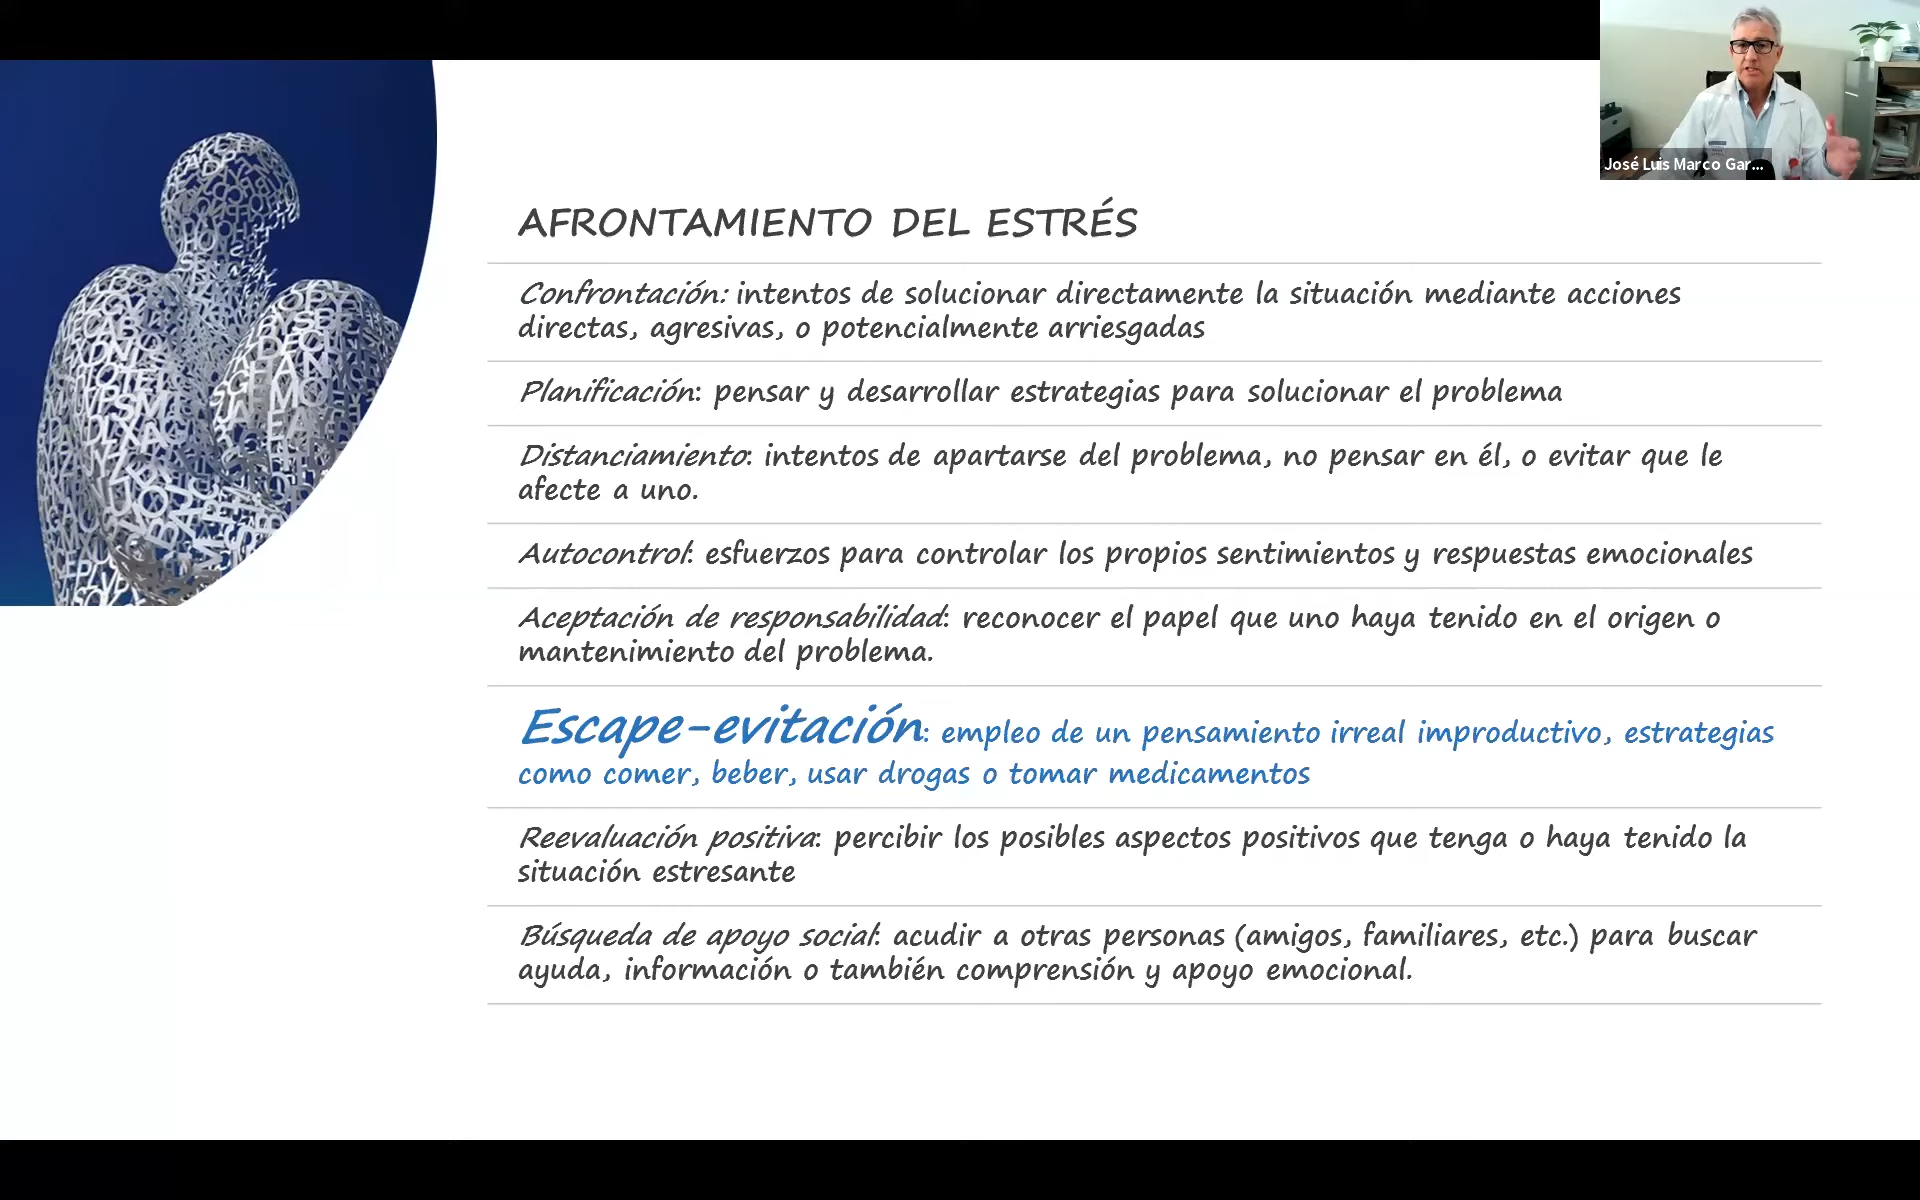 José Luis Marco Gar...
AFRONTAMIENTO DEL ESTRÉS
Confrontación: intentos de solucionar directamente la situación mediante acciones
directas, agresivas, o potencialmente arriesgadas
Planificación: pensar y desarrollar estrategias para solucionar el problema
Distanciamiento: intentos de apartarse del problema, no pensar en él, o evitar que le
afecte a uno.
Autocontrol: esfuerzos para controlar los propios sentimientos y respuestas emocionales
Aceptación de responsabilidad: reconocer el papel que uno haya tenido en el origen o
mantenimiento del problema.
Escape-evitación: empleo de un pensamiento irreal improductivo, estrategias
como comer, beber, usar drogas o tomar medicamentos
Reevaluación positiva: percibir los posibles aspectos positivos que tenga o haya tenido la
situación estresante
Búsqueda de apoyo social: acudir a otras personas (amigos, familiares, etc.) para buscar
ayuda, información o también comprensión y apoyo emocional.